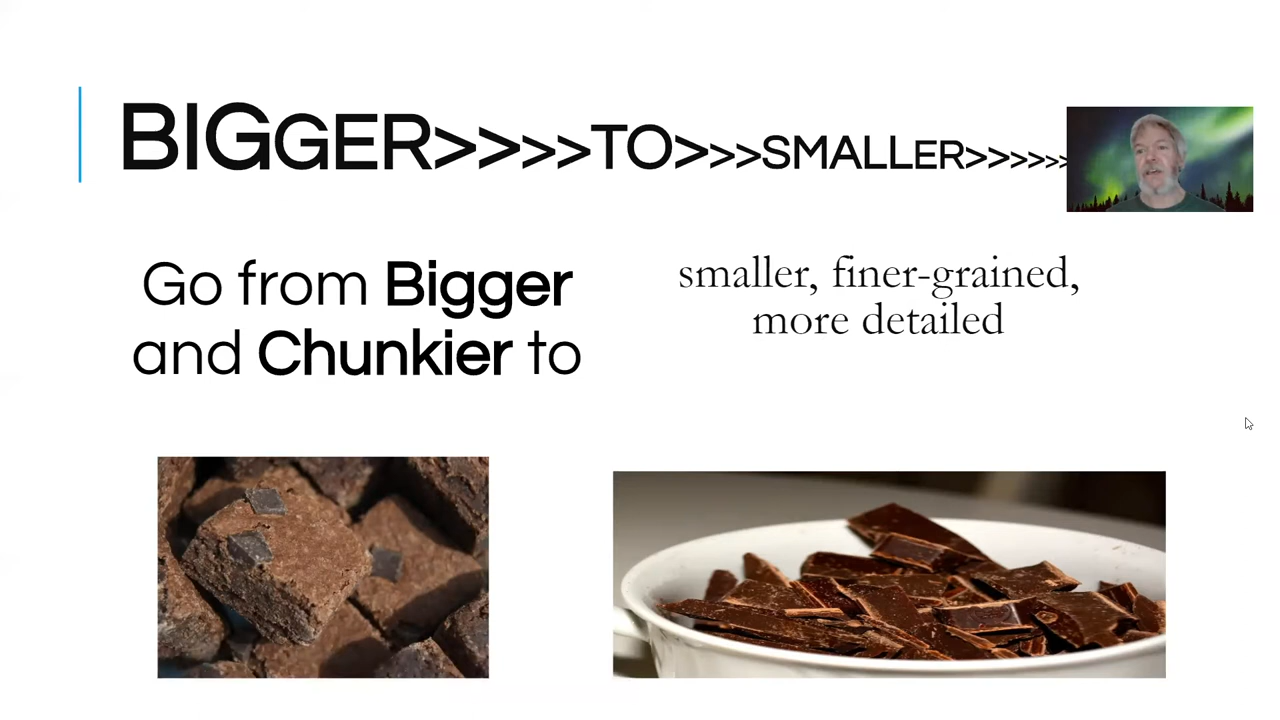 BIGGER>>>>TO>>>>SMALLER>>>>>>>
Go from Bigger
and Chunkier to
smaller, finer-grained,
more detailed